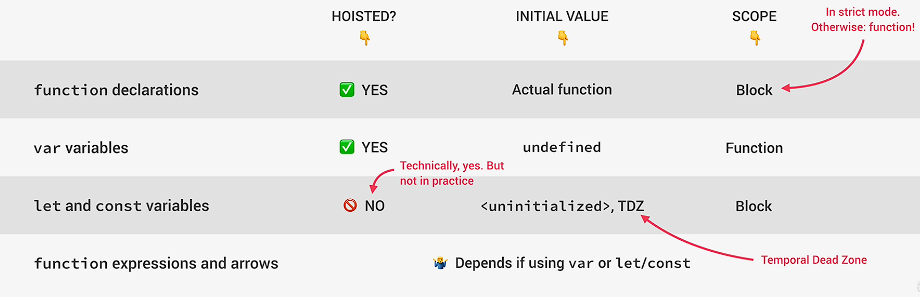 HOISTED? INITIAL VALUE SCOPE
In strict mode.
Otherwise: function!
function declarations YES Actual function Block
var variables YES undefined Function
Technically, yes. But
not in practice
let and const variables NO <uninitialized>, TDZ Block
Temporal Dead Zone
function expressions and arrows Depends if using var or let/const